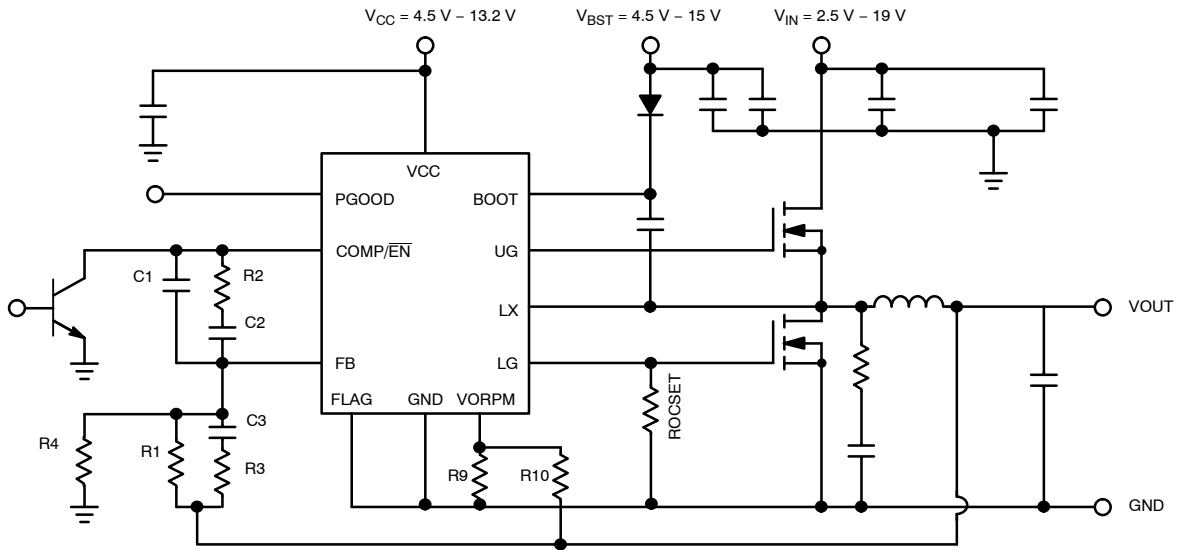 VCC = 4.5 V − 13.2 V
VBST = 4.5 V − 15 V
VIN = 2.5 V − 19 V
VCC
PGOOD
BOOT
COMP/EN
UG
C1
R2
C2
LX
VOUT
FB
LG
FLAG
GND
VORPM
ROCSET
R4
R1
C3
R3
R9
R10
GND